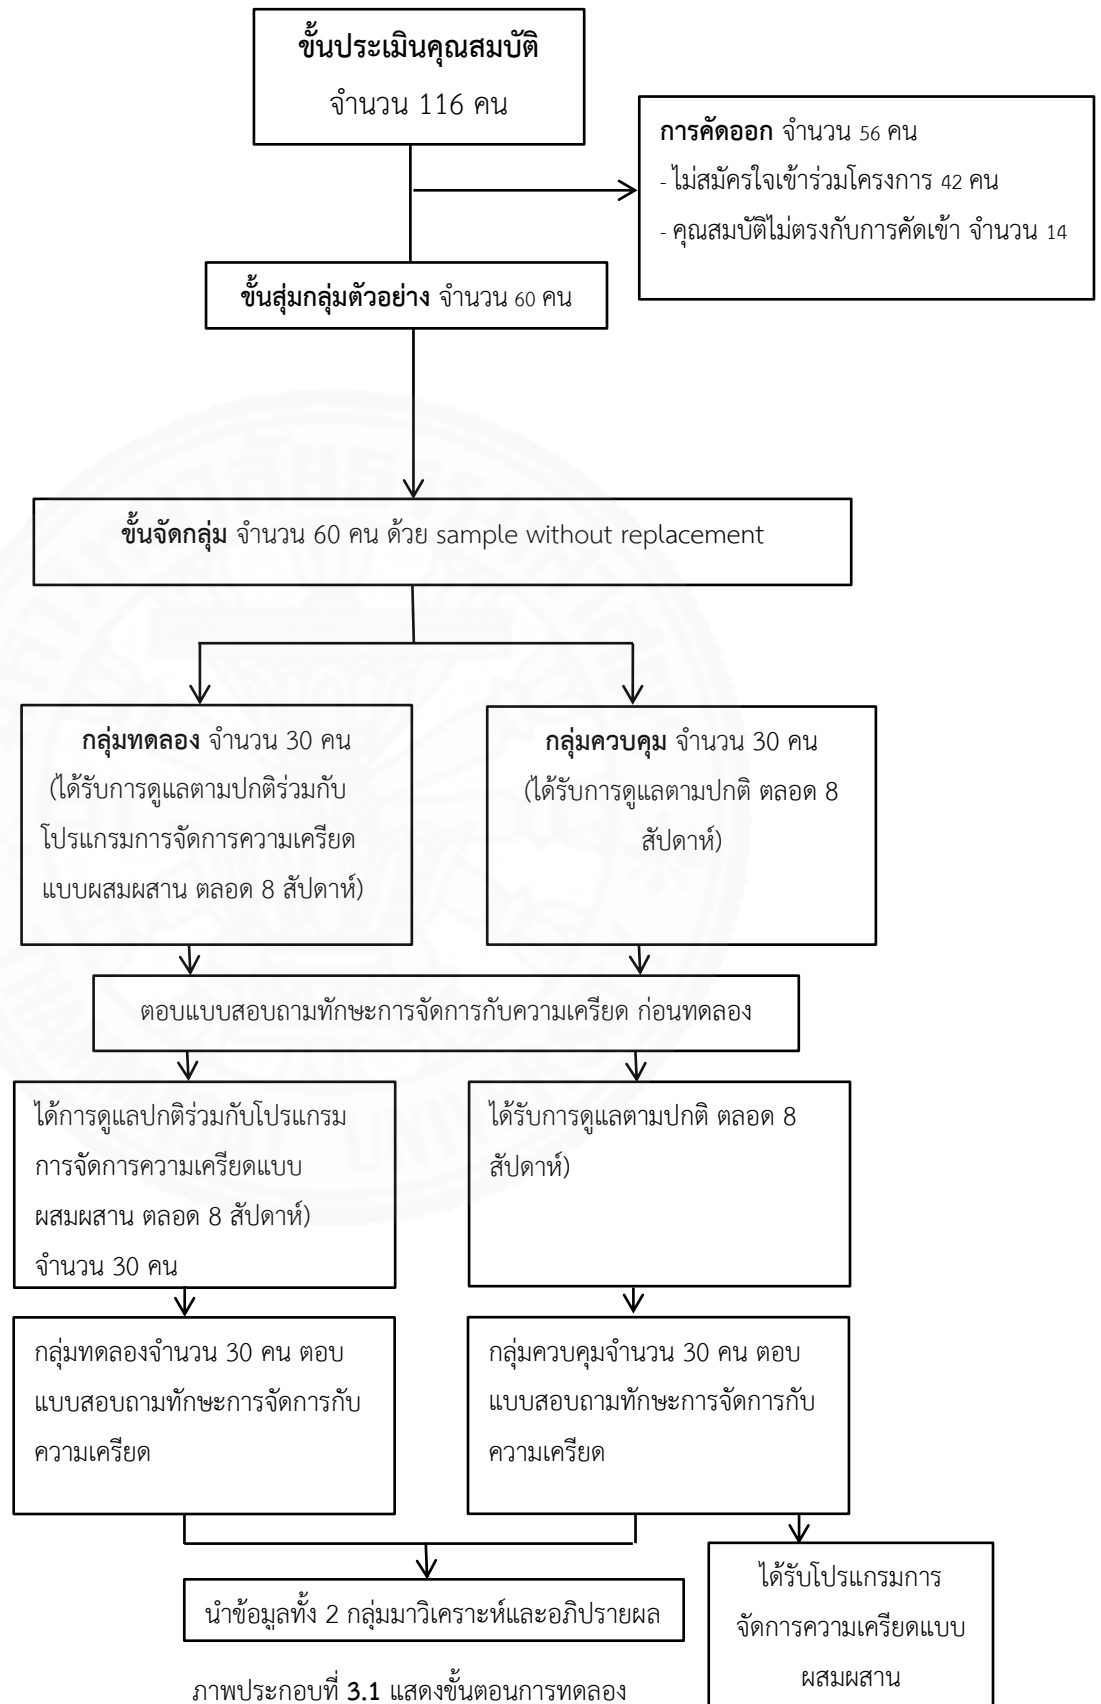 ขั้นประเมินคุณสมบัติ
จำนวน 116 คน
การคัดออก จำนวน 56 คน
- ไม่สมัครใจเข้าร่วมโครงการ 42 คน
- คุณสมบัติไม่ตรงกับการคัดเข้า จำนวน 14
ขั้นสุ่มกลุ่มตัวอย่าง จำนวน 60 คน
ขั้นจัดกลุ่ม จำนวน 60 คน ด้วย sample without replacement
กลุ่มทดลอง จำนวน 30 คน
(ได้รับการดูแลตามปกติร่วมกับ
โปรแกรมการจัดการความเครียด
แบบผสมผสาน ตลอด 8 สัปดาห์)
กลุ่มควบคุม จำนวน 30 คน
(ได้รับการดูแลตามปกติ ตลอด 8
สัปดาห์)
ตอบแบบสอบถามทักษะการจัดการกับความเครียด ก่อนทดลอง
ได้การดูแลปกติร่วมกับโปรแกรม
การจัดการความเครียดแบบ
ผสมผสาน ตลอด 8 สัปดาห์)
จำนวน 30 คน
ได้รับการดูแลตามปกติ ตลอด 8
สัปดาห์)
กลุ่มทดลองจำนวน 30 คน ตอบ
แบบสอบถามทักษะการจัดการกับ
ความเครียด
กลุ่มควบคุมจำนวน 30 คน ตอบ
แบบสอบถามทักษะการจัดการกับ
ความเครียด
นำข้อมูลทั้ง 2 กลุ่มมาวิเคราะห์และอภิปรายผล
ได้รับโปรแกรมการ
จัดการความเครียดแบบ
ผสมผสาน
ภาพประกอบที่ 3.1 แสดงขั้นตอนการทดลอง